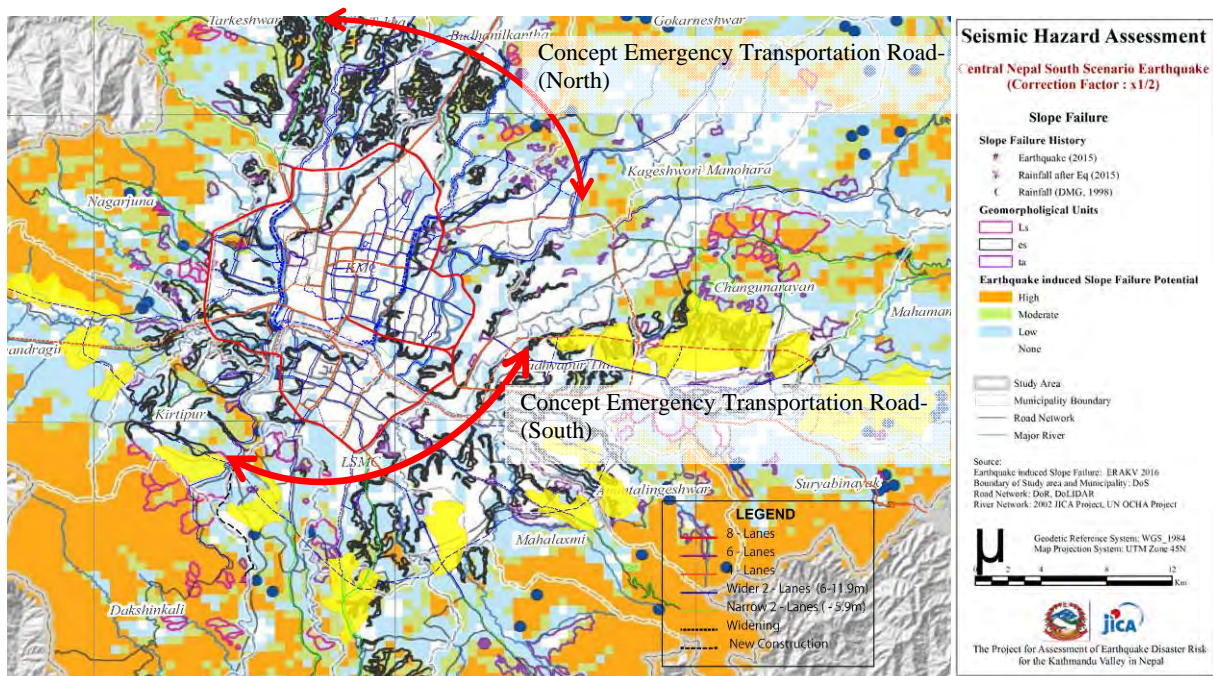 Tarkeshwar
Gokarneshwar
Budhanilkantha
Concept Emergency Transportation Road-
(North)
Kageshwori Manohara
Nagarjuna
KMC
Changunarayan
Concept Emergency Transportation Road-
(South)
Kirtipur
LSMC
Suryabinayak
Mahalaxmi
Dakshinkali
LEGEND
8 - Lanes
6 - Lanes
Wider 2 - Lanes (6-11.9m)
Narrow 2 - Lanes ( - 5.9m)
Widening
New Construction
Seismic Hazard Assessment
Central Nepal South Scenario Earthquake
(Correction Factor : x1/2)
Slope Failure
Slope Failure History
Earthquake (2015)
Rainfall after Eq (2015)
Rainfall (DMG, 1998)
Geomorpholigical Units
Ls
es
ta
Earthquake induced Slope Failure Potential
High
Moderate
Low
None
Study Area
Municipality Boundary
Road Network
Major River
Source:
Earthquake induced Slope Failure: ERAKV 2016
Boundary of Study area and Municipality: DoS
Road Network: DoR, DoLIDAR
River Network: 2002 JICA Project, UN OCHA Project
µ
Geodetic Reference System: WGS_1984
Map Projection System: UTM Zone 45N
0 1 2 4 6 8 12
Km
jICA
The Project for Assessment of Earthquake Disaster Risk
for the Kathmandu Valley in Nepal